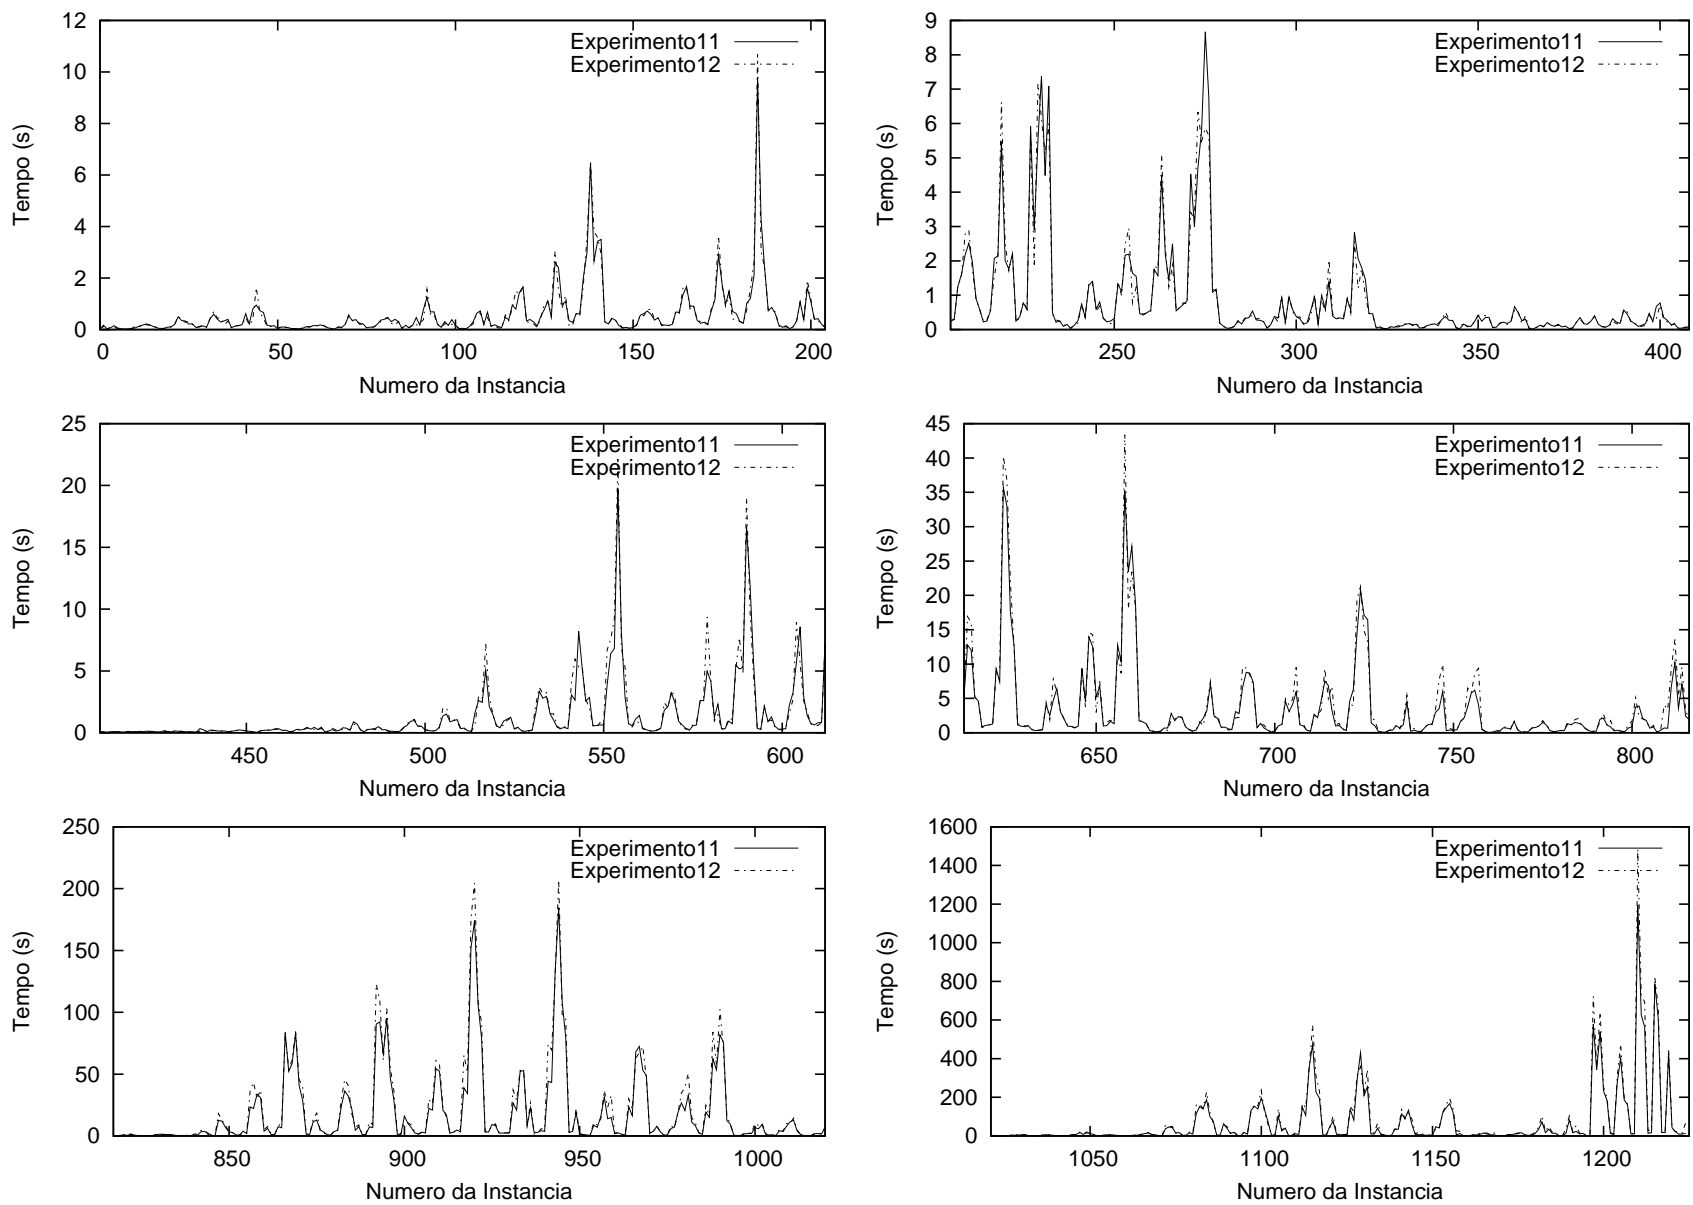 12
10
8
6
4
2
0
Tempo (s)
Experimento11
Experimento12
0 50 100 150 200
Numero da Instancia
9
8
7
6
5
4
3
2
1
0
Tempo (s)
Experimento11
Experimento12
250 300 350 400
Numero da Instancia
25
20
15
10
5
0
Tempo (s)
Experimento11
Experimento12
450 500 550 600
Numero da Instancia
45
40
35
30
25
20
15
10
5
0
Tempo (s)
Experimento11
Experimento12
650 700 750 800
Numero da Instancia
250
200
150
100
50
0
Tempo (s)
Experimento11
Experimento12
850 900 950 1000
Numero da Instancia
1600
1400
1200
1000
800
600
400
200
0
Tempo (s)
Experimento11
Experimento12
1050 1100 1150 1200
Numero da Instancia